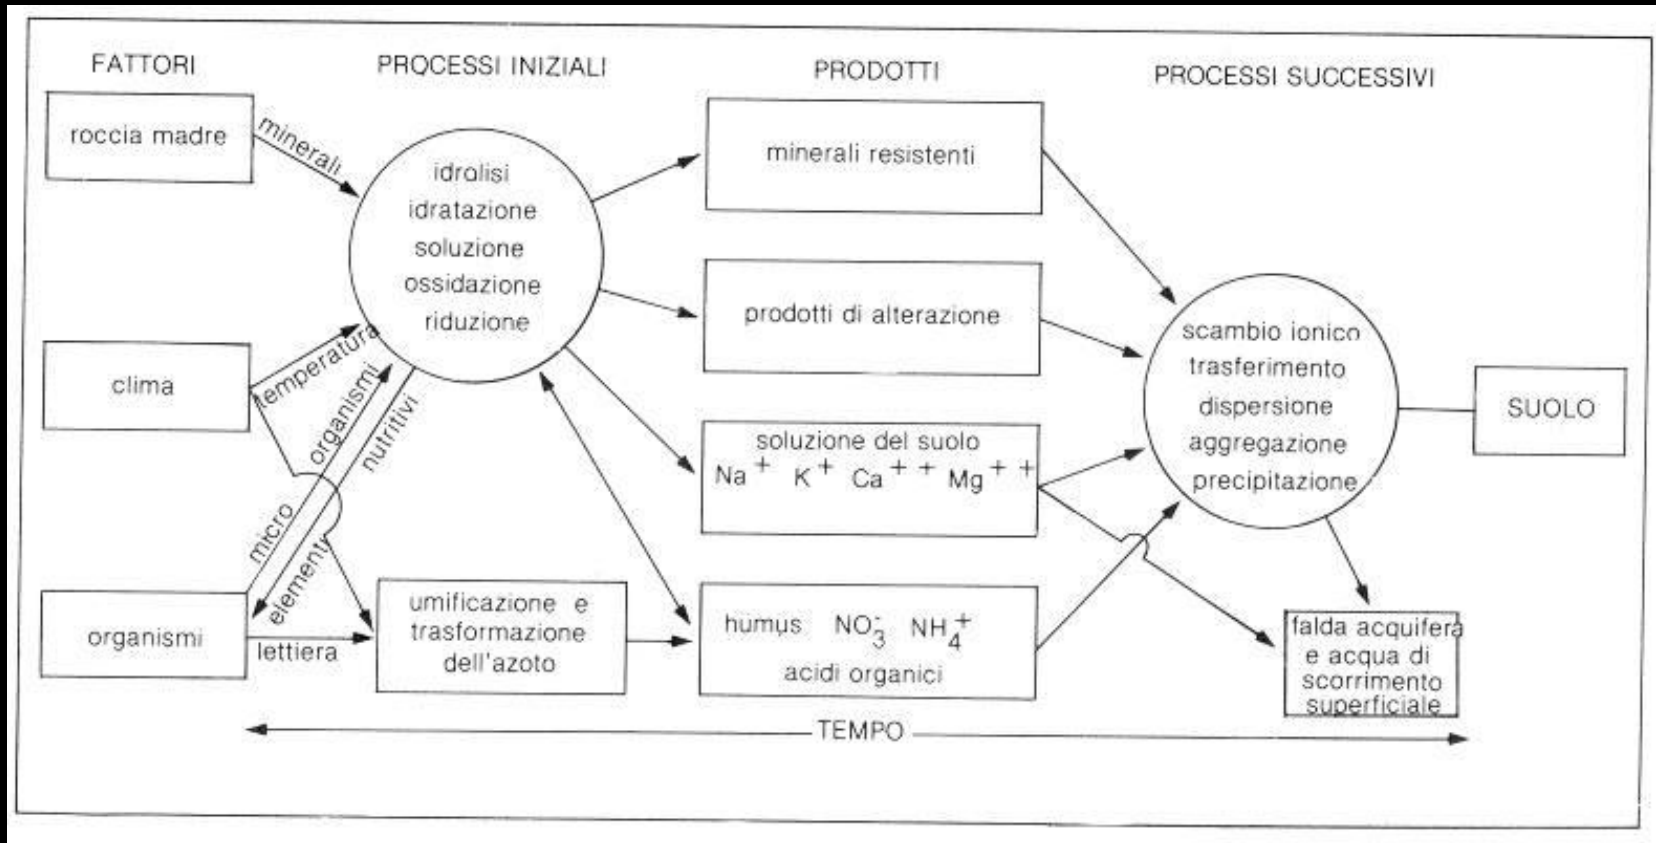 FATTORI
PROCESSI INIZIALI
PRODOTTI
PROCESSI SUCCESSIVI
roccia madre
minerali
idrolisi
idratazione
soluzione
ossidazione
riduzione
minerali resistenti
prodotti di alterazione
clima
temperatura
micro organismi
elementi nutritivi
soluzione del suolo
Na+ K+ Ca++ Mg++
scambio ionico
trasferimento
dispersione
aggregazione
precipitazione
SUOLO
organismi
lettiera
umificazione e
trasformazione
dell'azoto
humus NO3- NH4+
acidi organici
falda acquifera
e acqua di
scorrimento
superficiale
TEMPO